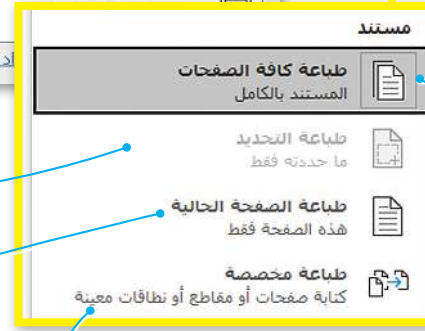 مستند
طباعة كافة الصفحات
المستند بالكامل
طباعة التحديد
ما حددته فقط
طباعة الصفحة الحالية
هذه الصفحة فقط
طباعة مخصصة
كتابة صفحات أو مقاطع أو نطاقات معينة